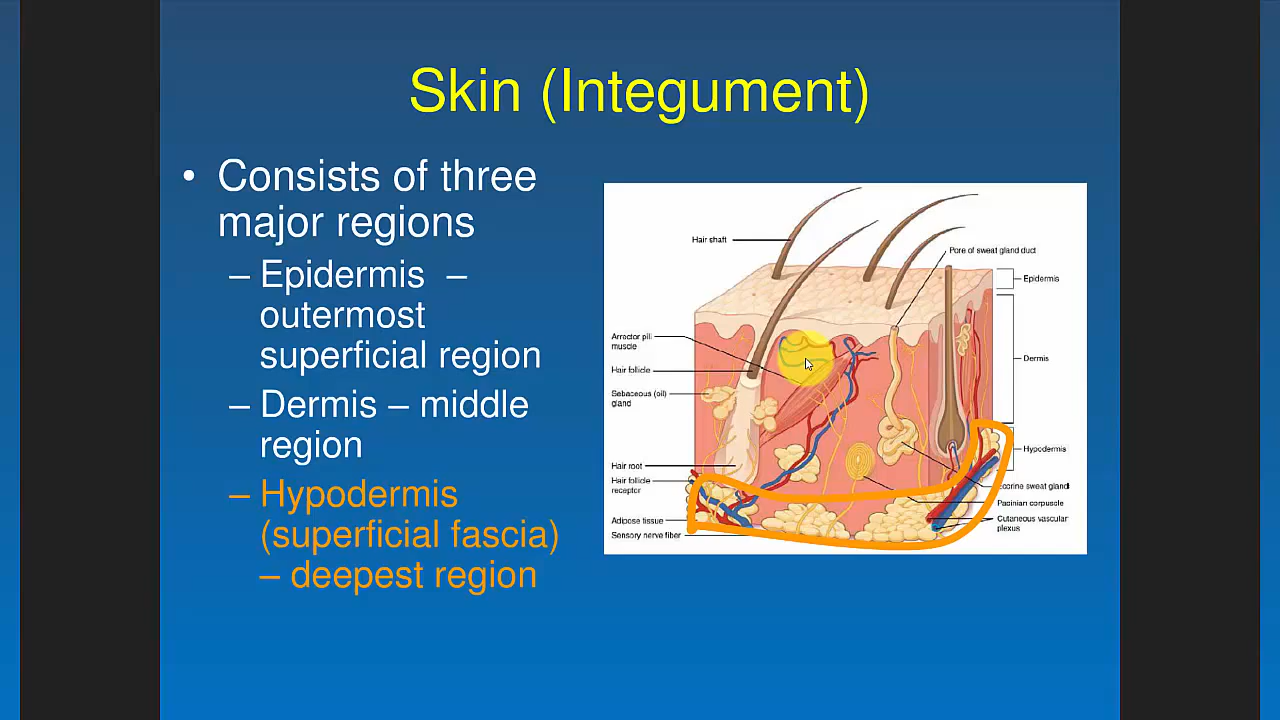 Skin (Integument)
• Consists of three
major regions
– Epidermis –
outermost
superficial region
– Dermis – middle
region
– Hypodermis
(superficial fascia)
– deepest region
Hair shaft
Pore of sweat gland duct
Epidermis
Arrector pili
muscle
Dermis
Hair follicle
Sebaceous (oil)
gland
Hypodermis
Hair root
Hair follicle
receptor
Eccrine sweat gland
Pacinian corpuscle
Adipose tissue
Cutaneous vascular
plexus
Sensory nerve fiber